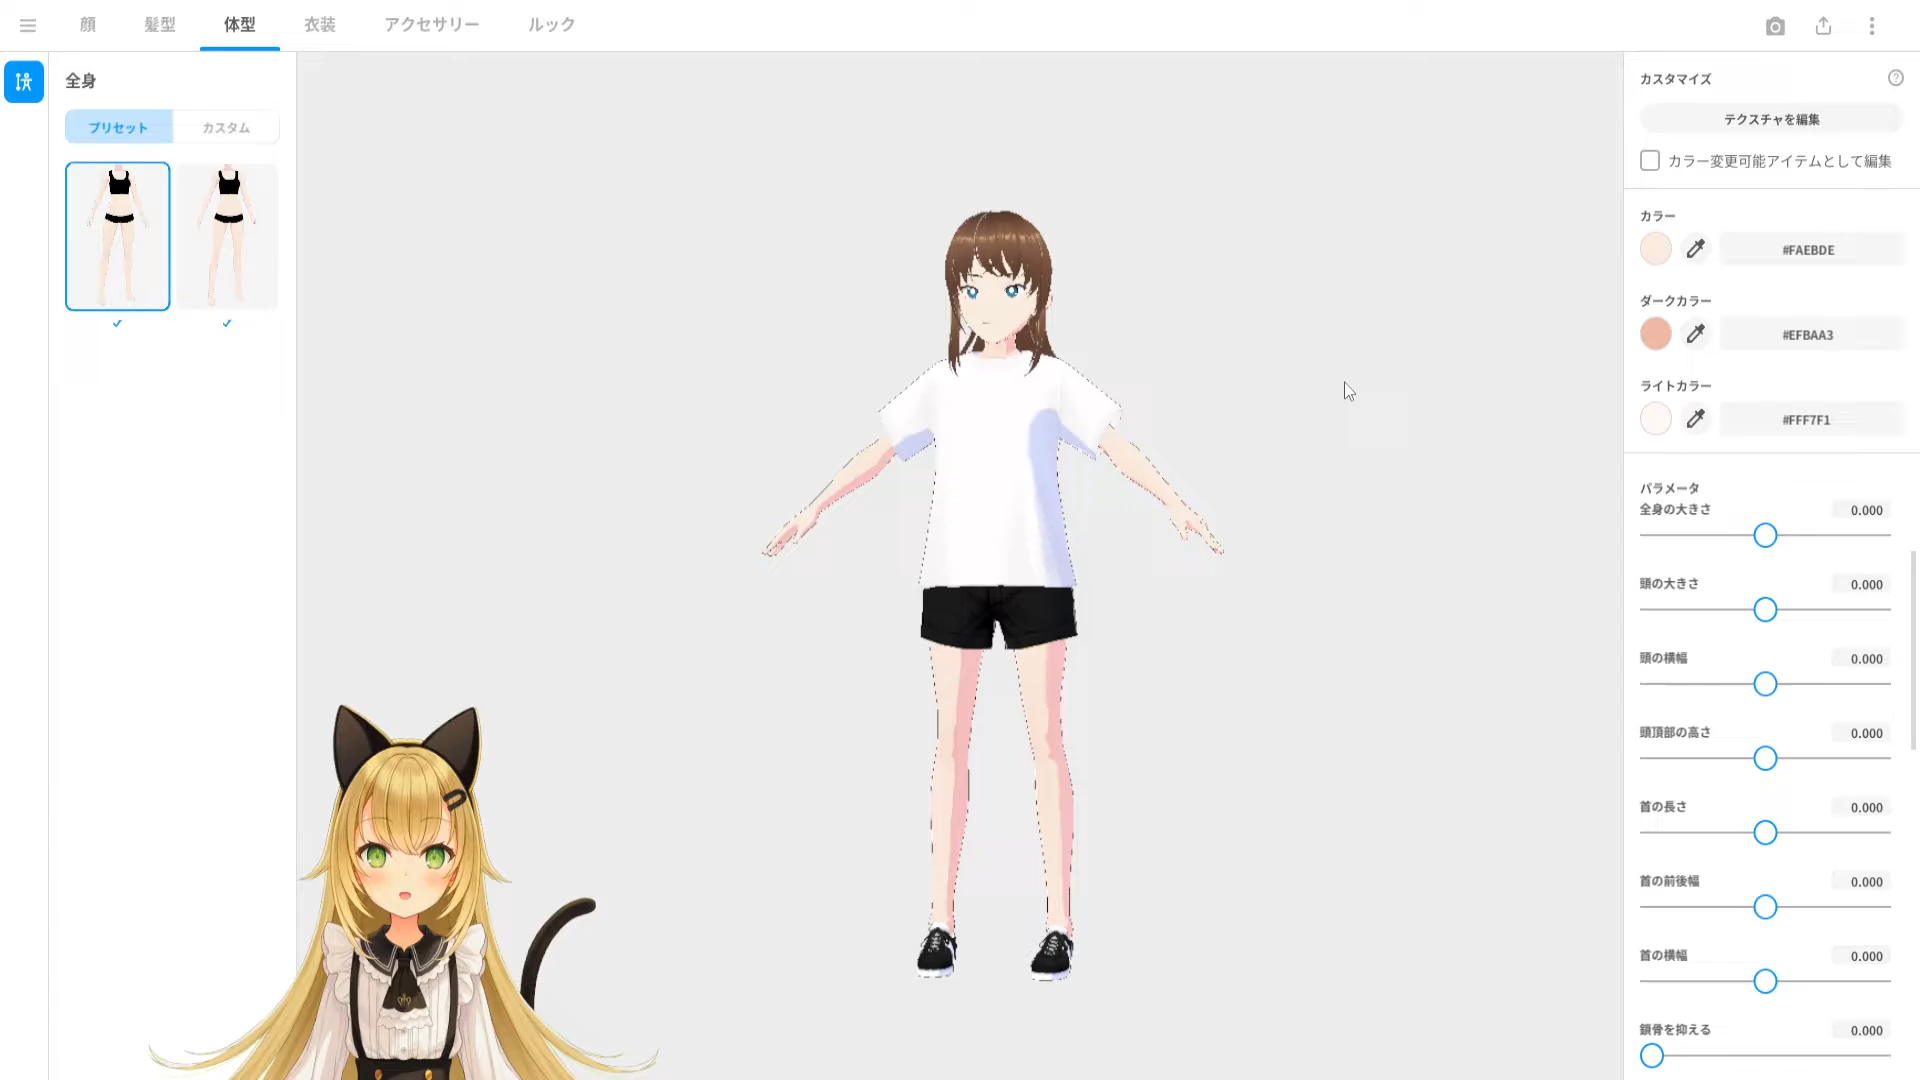 顔
髪型
体型
衣装
アクセサリー
ルック
全身
プリセット
カスタム
カスタマイズ
テクスチャを編集
カラー変更可能アイテムとして編集
カラー
#FAEBDE
ダークカラー
#EFBAA3
ライトカラー
#FFF7F1
パラメータ
全身の大きさ 0.000
頭の大きさ 0.000
頭の横幅 0.000
頭頂部の高さ 0.000
首の長さ 0.000
首の前後幅 0.000
首の横幅 0.000
鎖骨を抑える 0.000